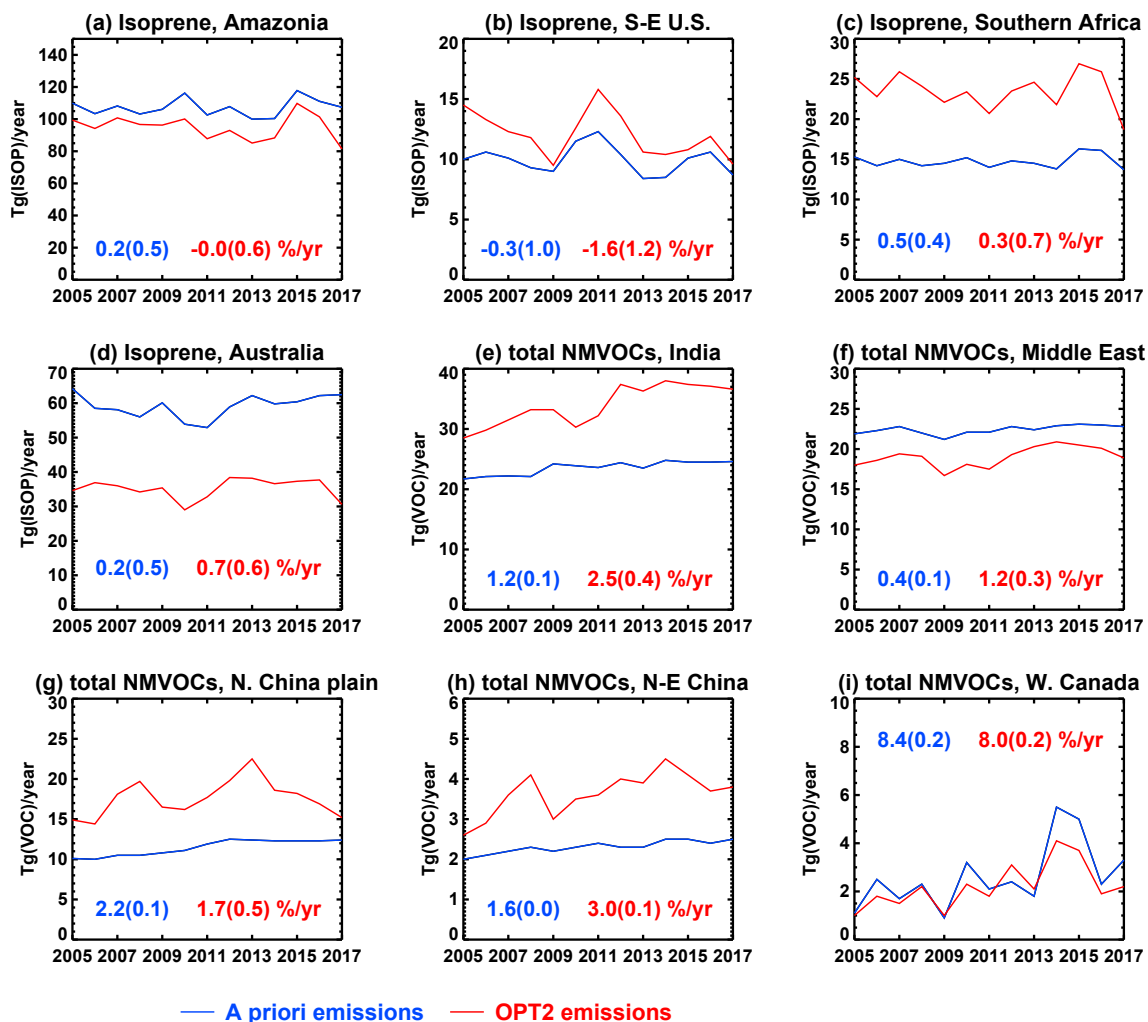 (a) Isoprene, Amazonia
(b) Isoprene, S-E U.S.
(c) Isoprene, Southern Africa
Tg(ISOP)/year
140
120
100
80
60
40
20
0
0.2(0.5) -0.0(0.6) %/yr
2005 2007 2009 2011 2013 2015 2017
Tg(ISOP)/year
20
15
10
5
0
-0.3(1.0) -1.6(1.2) %/yr
2005 2007 2009 2011 2013 2015 2017
Tg(ISOP)/year
30
25
20
15
10
5
0
0.5(0.4) 0.3(0.7) %/yr
2005 2007 2009 2011 2013 2015 2017
(d) Isoprene, Australia
(e) total NMVOCs, India
(f) total NMVOCs, Middle East
Tg(ISOP)/year
70
60
50
40
30
20
10
0
0.2(0.5) 0.7(0.6) %/yr
2005 2007 2009 2011 2013 2015 2017
Tg(VOC)/year
40
30
20
10
0
1.2(0.1) 2.5(0.4) %/yr
2005 2007 2009 2011 2013 2015 2017
Tg(VOC)/year
30
25
20
15
10
5
0
0.4(0.1) 1.2(0.3) %/yr
2005 2007 2009 2011 2013 2015 2017
(g) total NMVOCs, N. China plain
(h) total NMVOCs, N-E China
(i) total NMVOCs, W. Canada
Tg(VOC)/year
30
25
20
15
10
5
0
2.2(0.1) 1.7(0.5) %/yr
2005 2007 2009 2011 2013 2015 2017
Tg(VOC)/year
6
5
4
3
2
1
0
1.6(0.0) 3.0(0.1) %/yr
2005 2007 2009 2011 2013 2015 2017
Tg(VOC)/year
10
8
6
4
2
0
8.4(0.2) 8.0(0.2) %/yr
2005 2007 2009 2011 2013 2015 2017
A priori emissions OPT2 emissions